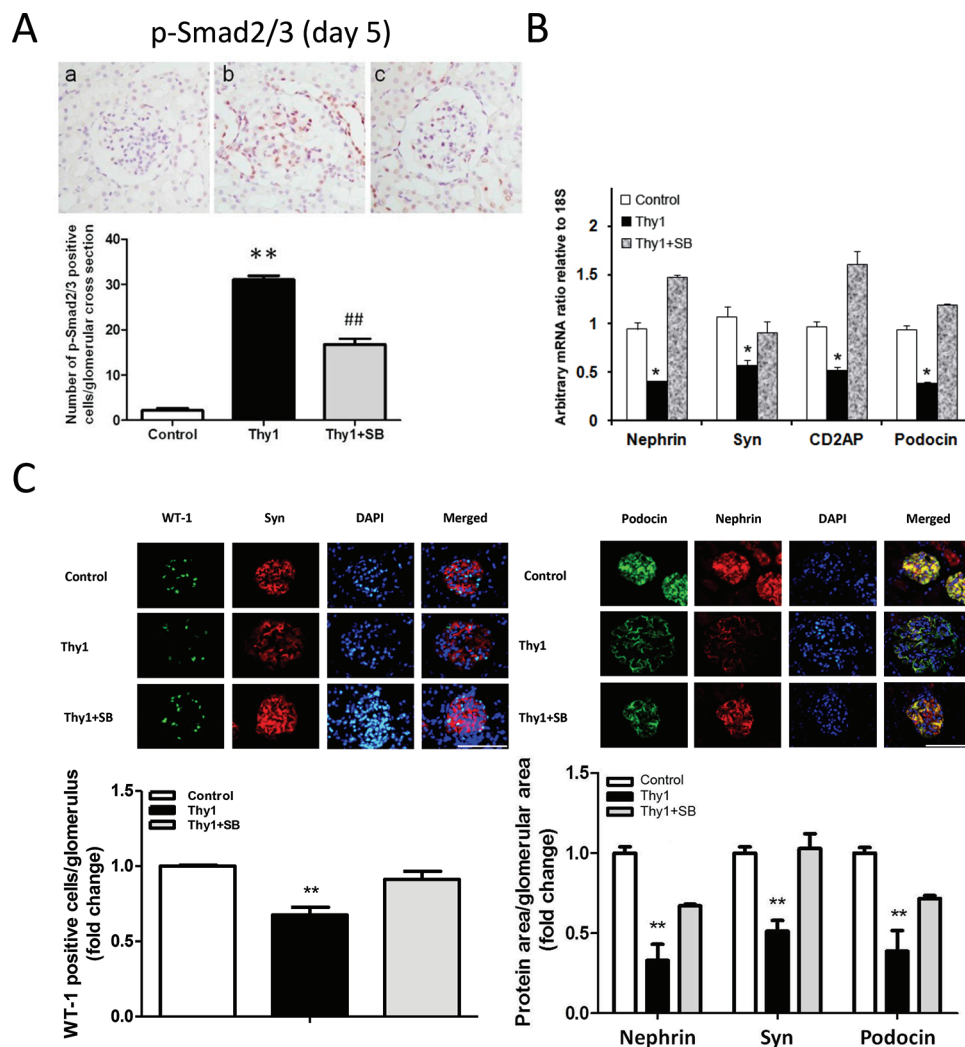 A
p-Smad2/3 (day 5)
a
b
c
Number of p-Smad2/3 positive
cells/glomerular cross section
40
30
20
10
0
**
##
Control
Thy1
Thy1+SB
B
Arbitrary mRNA ratio relative to 18S
2
1.5
1
0.5
0
Control
Thy1
Thy1+SB
*
*
*
*
Nephrin
Syn
CD2AP
Podocin
C
WT-1
Syn
DAPI
Merged
Control
Thy1
Thy1+SB
Podocin
Nephrin
DAPI
Merged
Control
Thy1
Thy1+SB
WT-1 positive cells/glomerulus
(fold change)
1.5
1.0
0.5
0.0
Control
Thy1
Thy1+SB
**
Protein area/glomerular area
(fold change)
1.5
1.0
0.5
0.0
Control
Thy1
Thy1+SB
**
**
**
Nephrin
Syn
Podocin